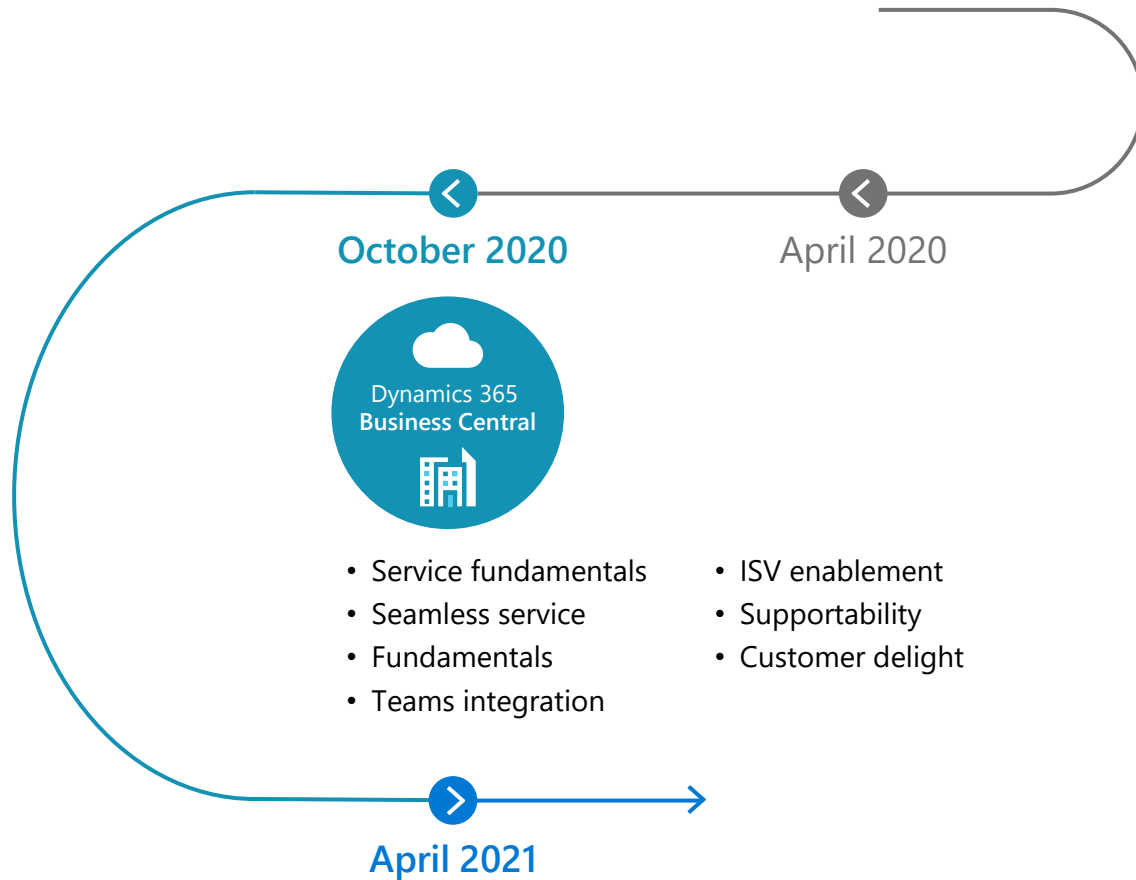 October 2020
April 2020
Dynamics 365
Business Central
• Service fundamentals
• Seamless service
• Fundamentals
• Teams integration
• ISV enablement
• Supportability
• Customer delight
April 2021